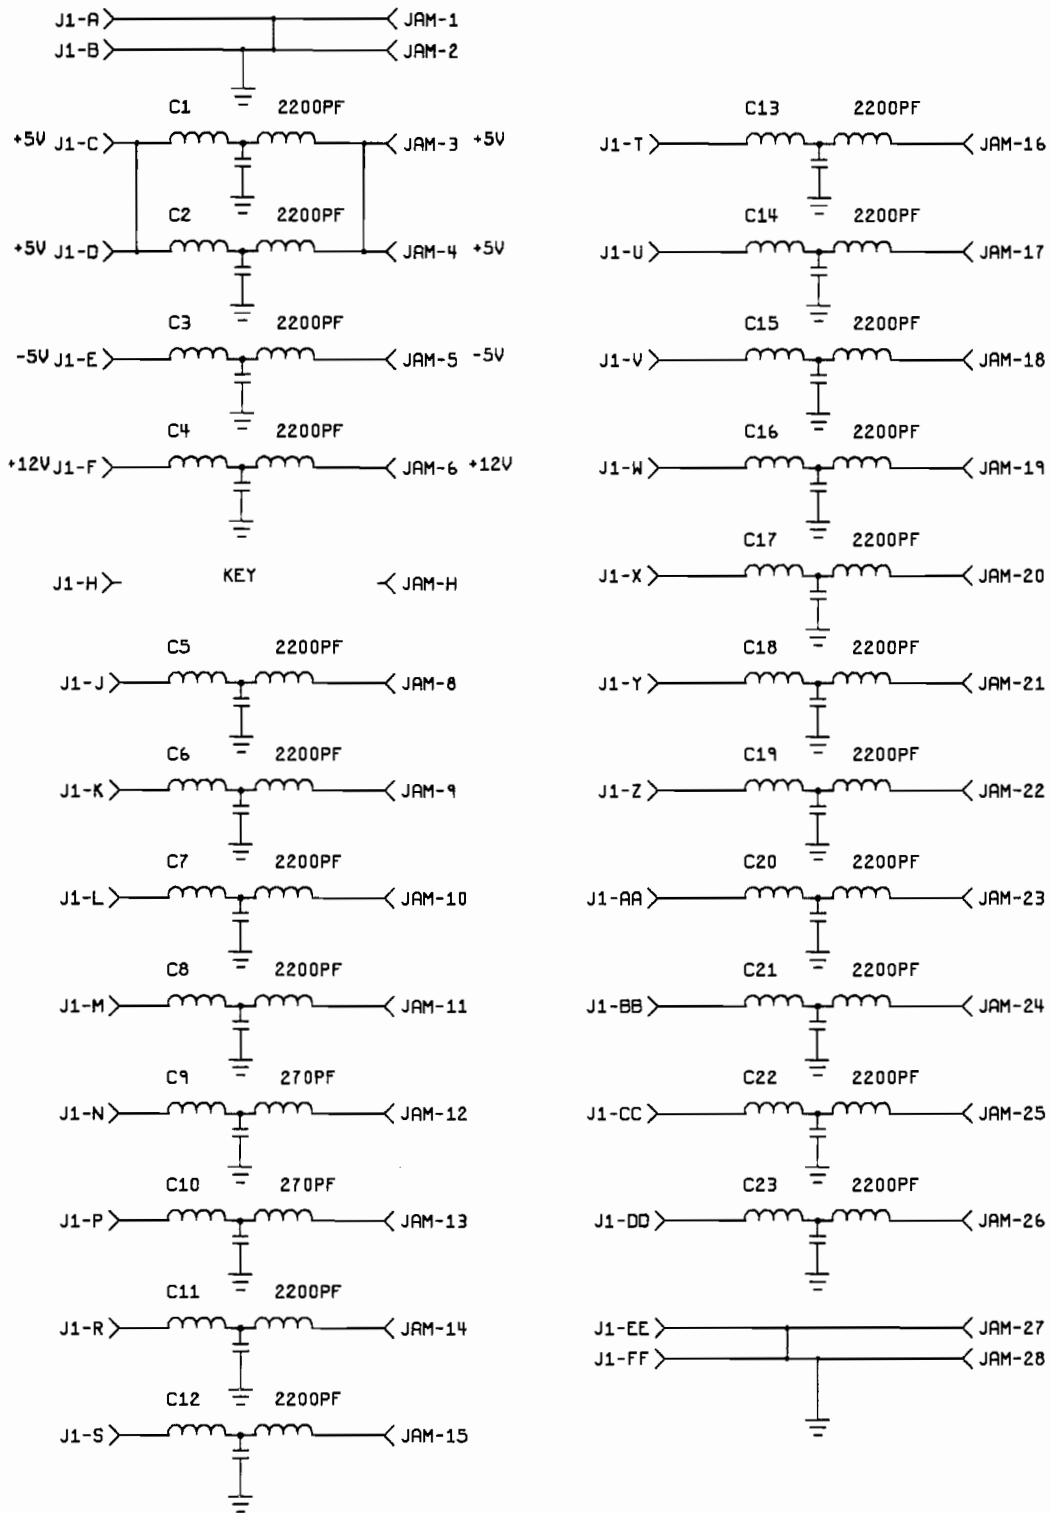 J1-A JAM-1
J1-B JAM-2
C1 2200PF
+5V J1-C JAM-3 +5V
C2 2200PF
+5V J1-D JAM-4 +5V
C3 2200PF
-5V J1-E JAM-5 -5V
C4 2200PF
+12V J1-F JAM-6 +12V
KEY
J1-H JAM-H
C5 2200PF
J1-J JAM-8
C6 2200PF
J1-K JAM-9
C7 2200PF
J1-L JAM-10
C8 2200PF
J1-M JAM-11
C9 270PF
J1-N JAM-12
C10 270PF
J1-P JAM-13
C11 2200PF
J1-R JAM-14
C12 2200PF
J1-S JAM-15
C13 2200PF
J1-T JAM-16
C14 2200PF
J1-U JAM-17
C15 2200PF
J1-V JAM-18
C16 2200PF
J1-W JAM-19
C17 2200PF
J1-X JAM-20
C18 2200PF
J1-Y JAM-21
C19 2200PF
J1-Z JAM-22
C20 2200PF
J1-AA JAM-23
C21 2200PF
J1-BB JAM-24
C22 2200PF
J1-CC JAM-25
C23 2200PF
J1-DD JAM-26
J1-EE JAM-27
J1-FF JAM-28